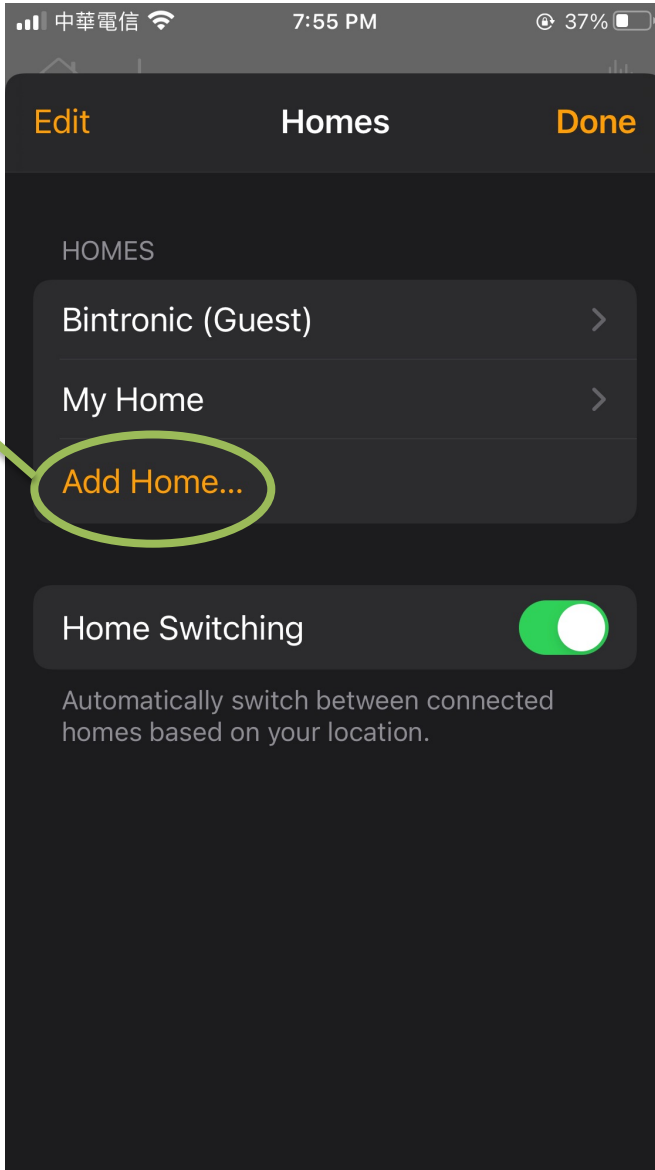 中華電信 7:55 PM 37%
Edit Homes Done
HOMES
Bintronic (Guest)
My Home
Add Home...
Home Switching
Automatically switch between connected
homes based on your location.